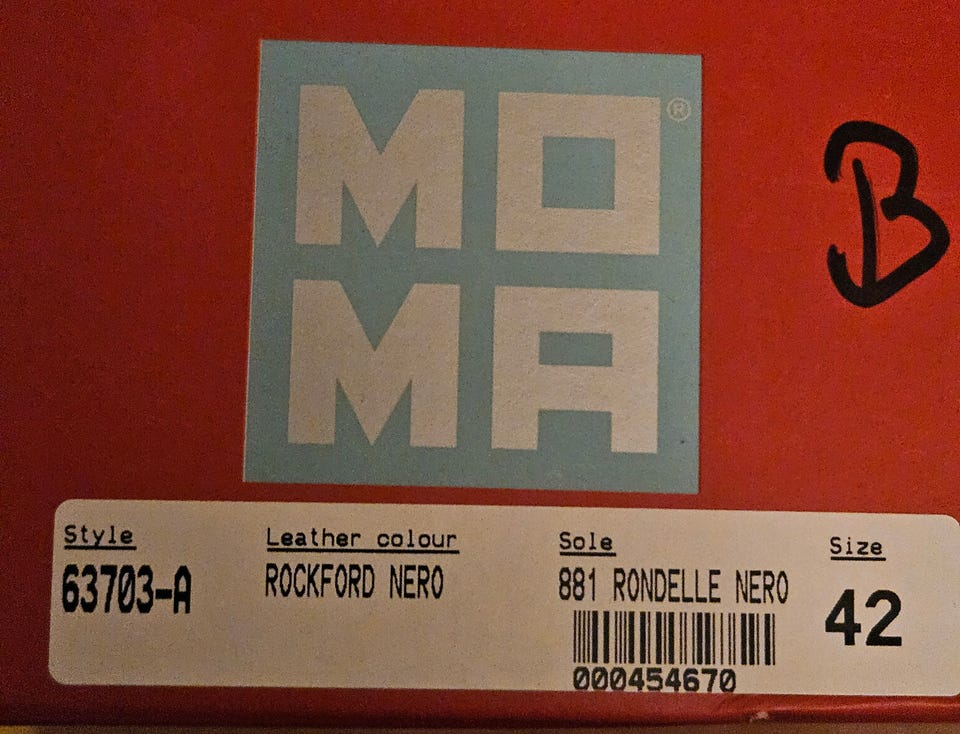 MO®
MA
B
Style Leather colour Sole Size
63703-A ROCKFORD NERO 881 RONDELLE NERO 42
000454670